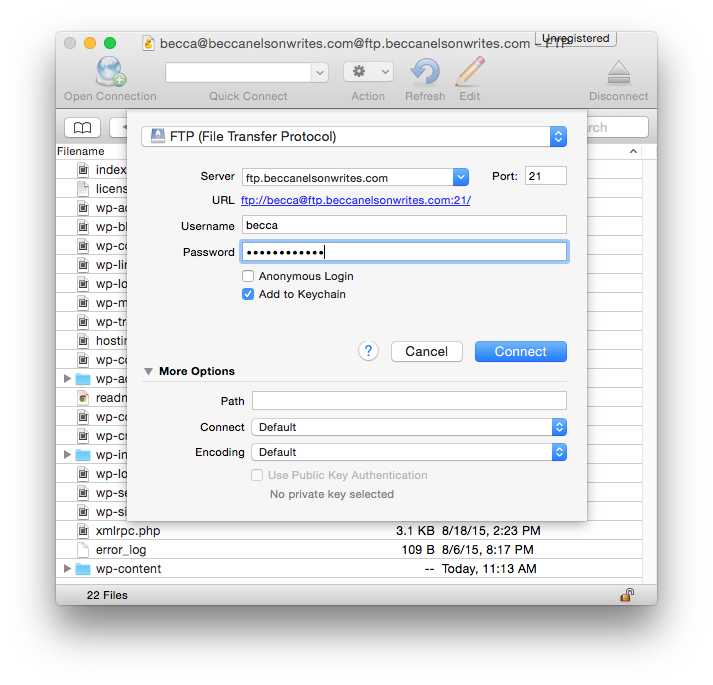 becca@beccanelsonwrites.com@ftp.beccanelsonwrites.com – FTP
Unregistered
Open Connection Quick Connect Action Refresh Edit Disconnect
FTP (File Transfer Protocol)
rch
Filename
Server ftp.beccanelsonwrites.com Port: 21
URL ftp://becca@ftp.beccanelsonwrites.com:21/
Username becca
Password ••••••••••••
Anonymous Login
Add to Keychain
? Cancel Connect
More Options
Path
Connect Default
Encoding Default
Use Public Key Authentication
No private key selected
index
licens
wp-ac
wp-bl
wp-co
wp-lin
wp-lo
wp-m
wp-tr
hostin
wp-co
wp-ac
readn
wp-co
wp-cr
wp-in
wp-lo
wp-se
wp-si
xmlrpc.php 3.1 KB 8/18/15, 2:23 PM
error_log 109 B 8/6/15, 8:17 PM
wp-content -- Today, 11:13 AM
22 Files